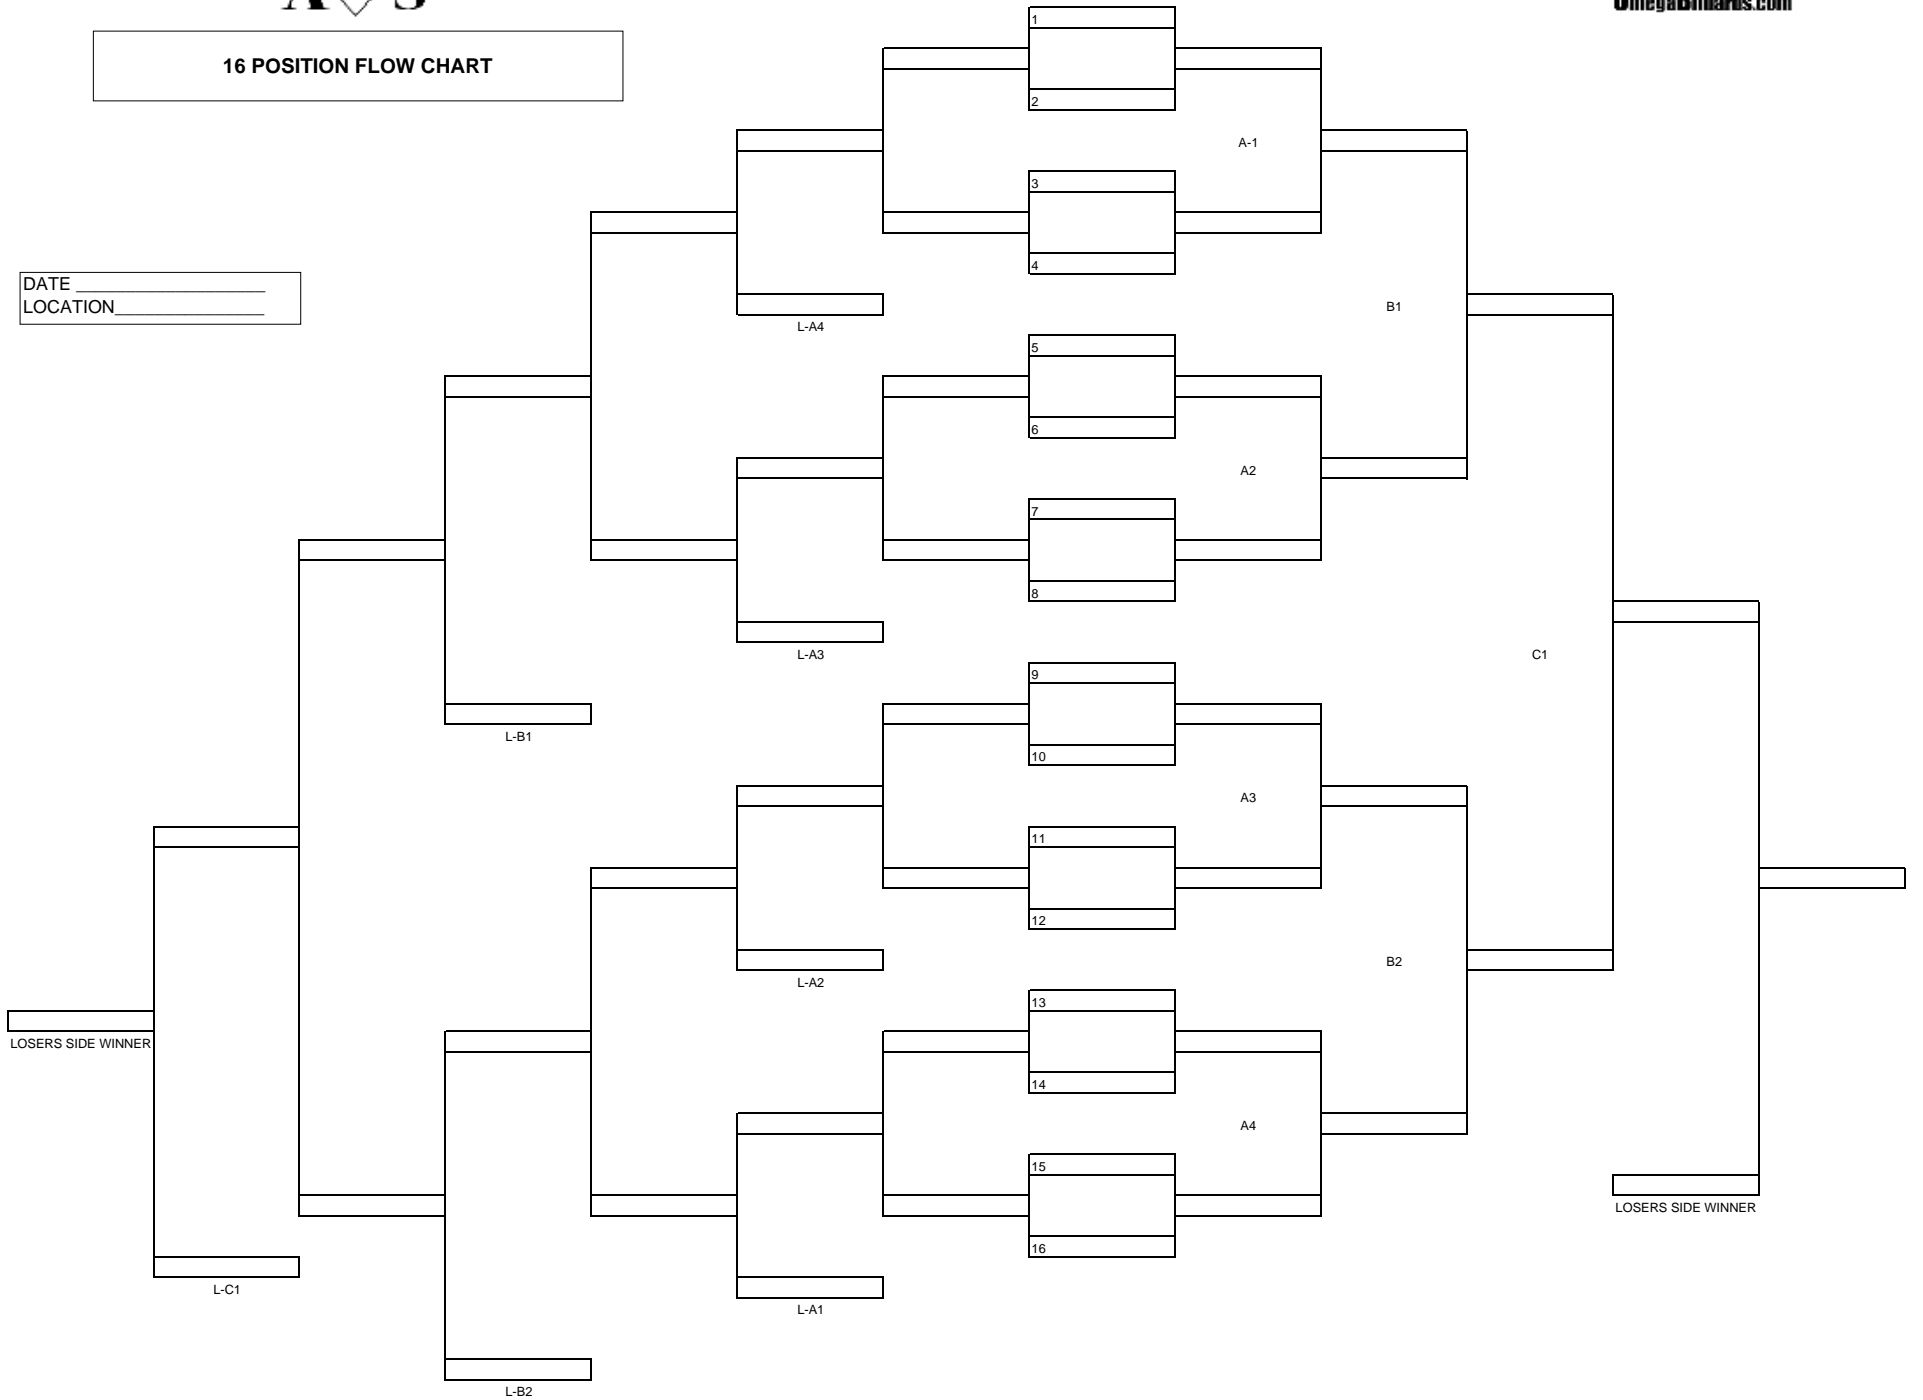 A S
OmegaBilliards.com
16 POSITION FLOW CHART
DATE ___________________
LOCATION_______________
1
2
A-1
3
4
L-A4
B1
5
6
A2
7
8
L-A3
C1
9
L-B1
10
A3
11
12
B2
L-A2
13
LOSERS SIDE WINNER
14
A4
15
LOSERS SIDE WINNER
16
L-C1
L-A1
L-B2